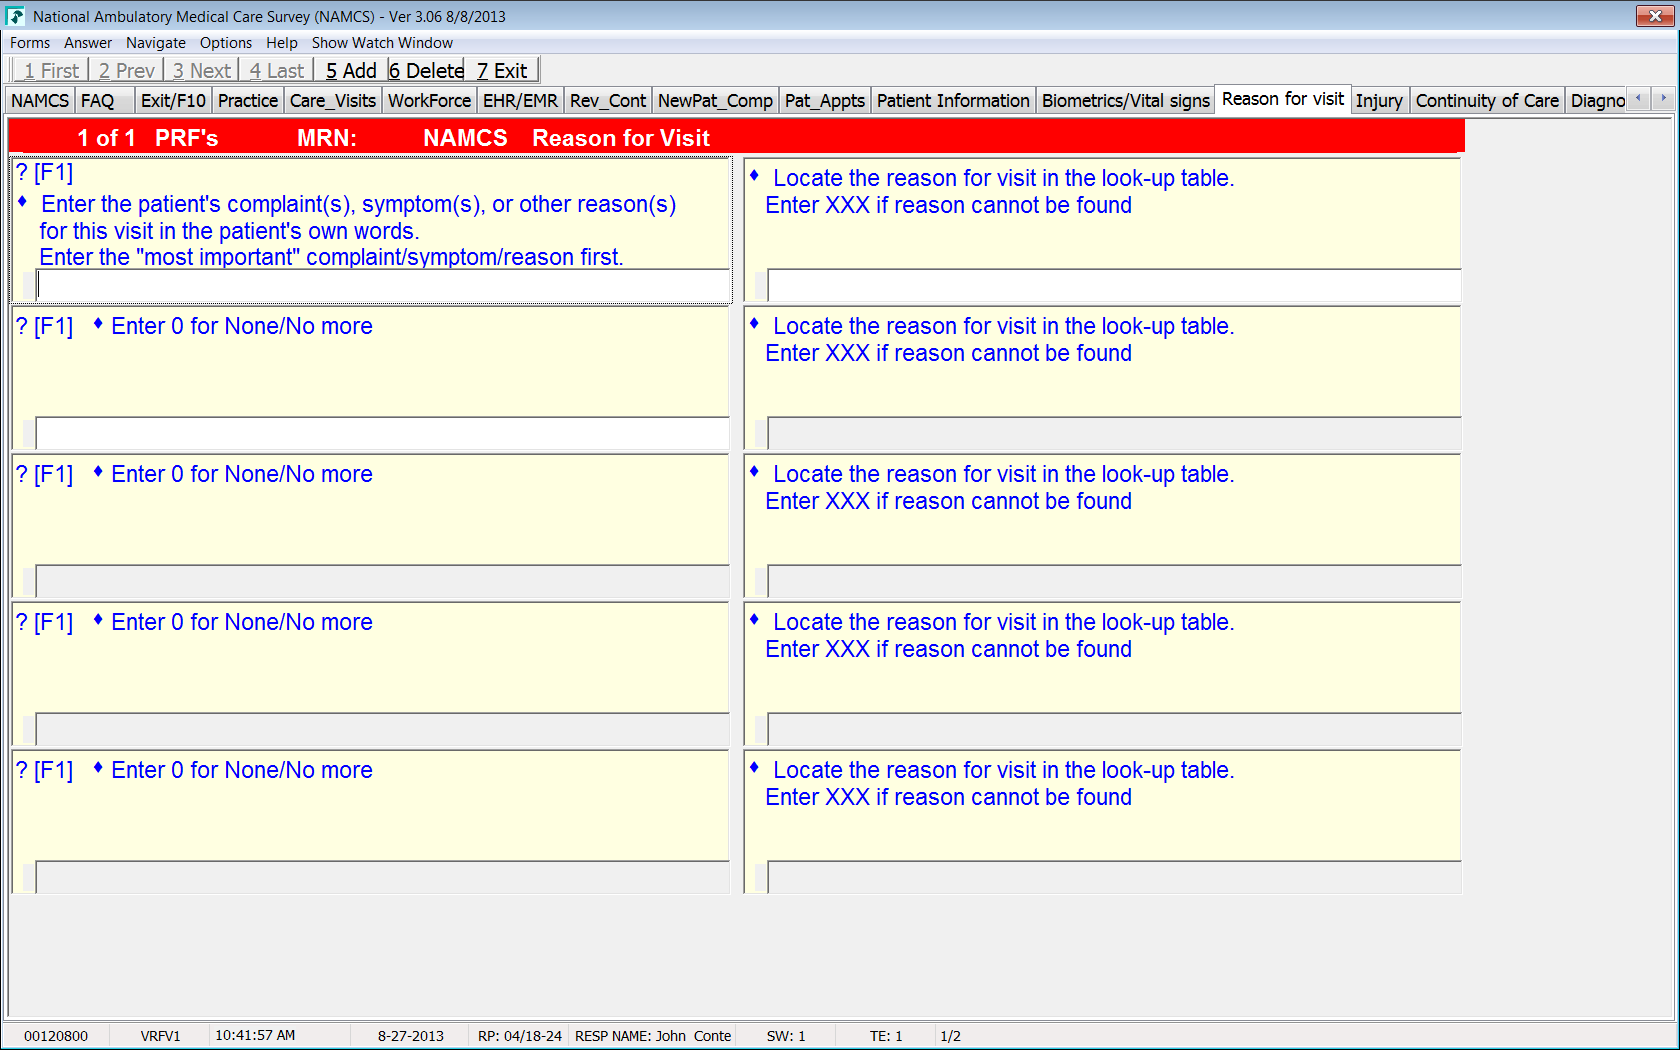 National Ambulatory Medical Care Survey (NAMCS) - Ver 3.06 8/8/2013
Forms Answer Navigate Options Help Show Watch Window
1 First 2 Prev 3 Next 4 Last 5 Add 6 Delete 7 Exit
NAMCS FAQ Exit/F10 Practice Care_Visits WorkForce EHR/EMR Rev_Cont NewPat_Comp Pat_Appts Patient Information Biometrics/Vital signs Reason for visit Injury Continuity of Care Diagno
1 of 1 PRF's MRN: NAMCS Reason for Visit
? [F1]
♦ Enter the patient's complaint(s), symptom(s), or other reason(s)
for this visit in the patient's own words.
Enter the "most important" complaint/symptom/reason first.
♦ Locate the reason for visit in the look-up table.
Enter XXX if reason cannot be found
? [F1] ♦ Enter 0 for None/No more
♦ Locate the reason for visit in the look-up table.
Enter XXX if reason cannot be found
? [F1] ♦ Enter 0 for None/No more
♦ Locate the reason for visit in the look-up table.
Enter XXX if reason cannot be found
? [F1] ♦ Enter 0 for None/No more
♦ Locate the reason for visit in the look-up table.
Enter XXX if reason cannot be found
? [F1] ♦ Enter 0 for None/No more
♦ Locate the reason for visit in the look-up table.
Enter XXX if reason cannot be found
00120800 VRFV1 10:41:57 AM 8-27-2013 RP: 04/18-24 RESP NAME: John Conte SW: 1 TE: 1 1/2